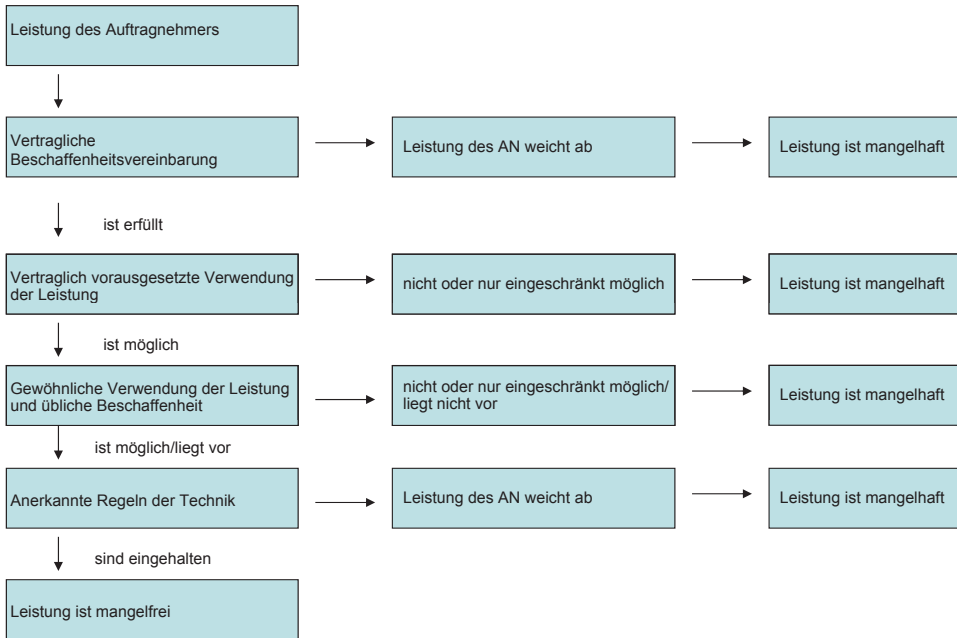 Leistung des Auftragnehmers
Vertragliche
Beschaffenheitsvereinbarung
Leistung des AN weicht ab
Leistung ist mangelhaft
ist erfüllt
Vertraglich vorausgesetzte Verwendung
der Leistung
nicht oder nur eingeschränkt möglich
Leistung ist mangelhaft
ist möglich
Gewöhnliche Verwendung der Leistung
und übliche Beschaffenheit
nicht oder nur eingeschränkt möglich/
liegt nicht vor
Leistung ist mangelhaft
ist möglich/liegt vor
Anerkannte Regeln der Technik
Leistung des AN weicht ab
Leistung ist mangelhaft
sind eingehalten
Leistung ist mangelfrei